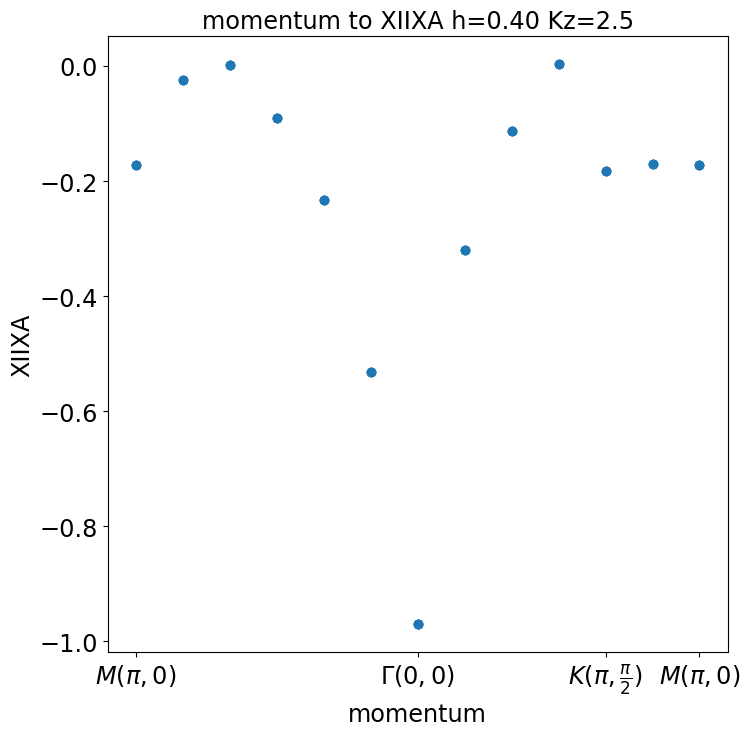 momentum to XIIXA h=0.40 Kz=2.5
XIIXA
0.0
−0.2
−0.4
−0.6
−0.8
−1.0
M(π, 0) Γ(0, 0) K(π, π/2) M(π, 0)
momentum